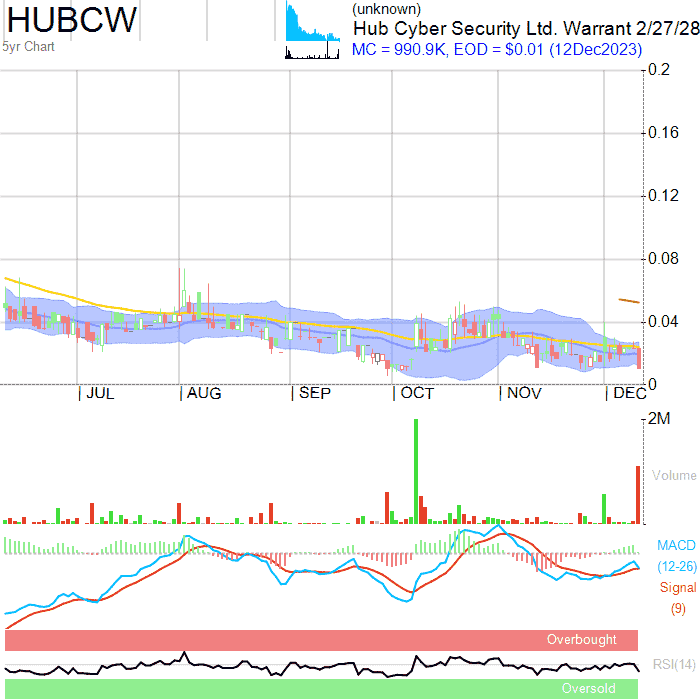 HUBCW
5yr Chart
(unknown)
Hub Cyber Security Ltd. Warrant 2/27/28
MC = 990.9K, EOD = $0.01 (12Dec2023)
0.2
0.16
0.12
0.08
0.04
0
JUL AUG SEP OCT NOV DEC
2M
Volume
MACD
(12-26)
Signal
(9)
Overbought
RSI(14)
Oversold